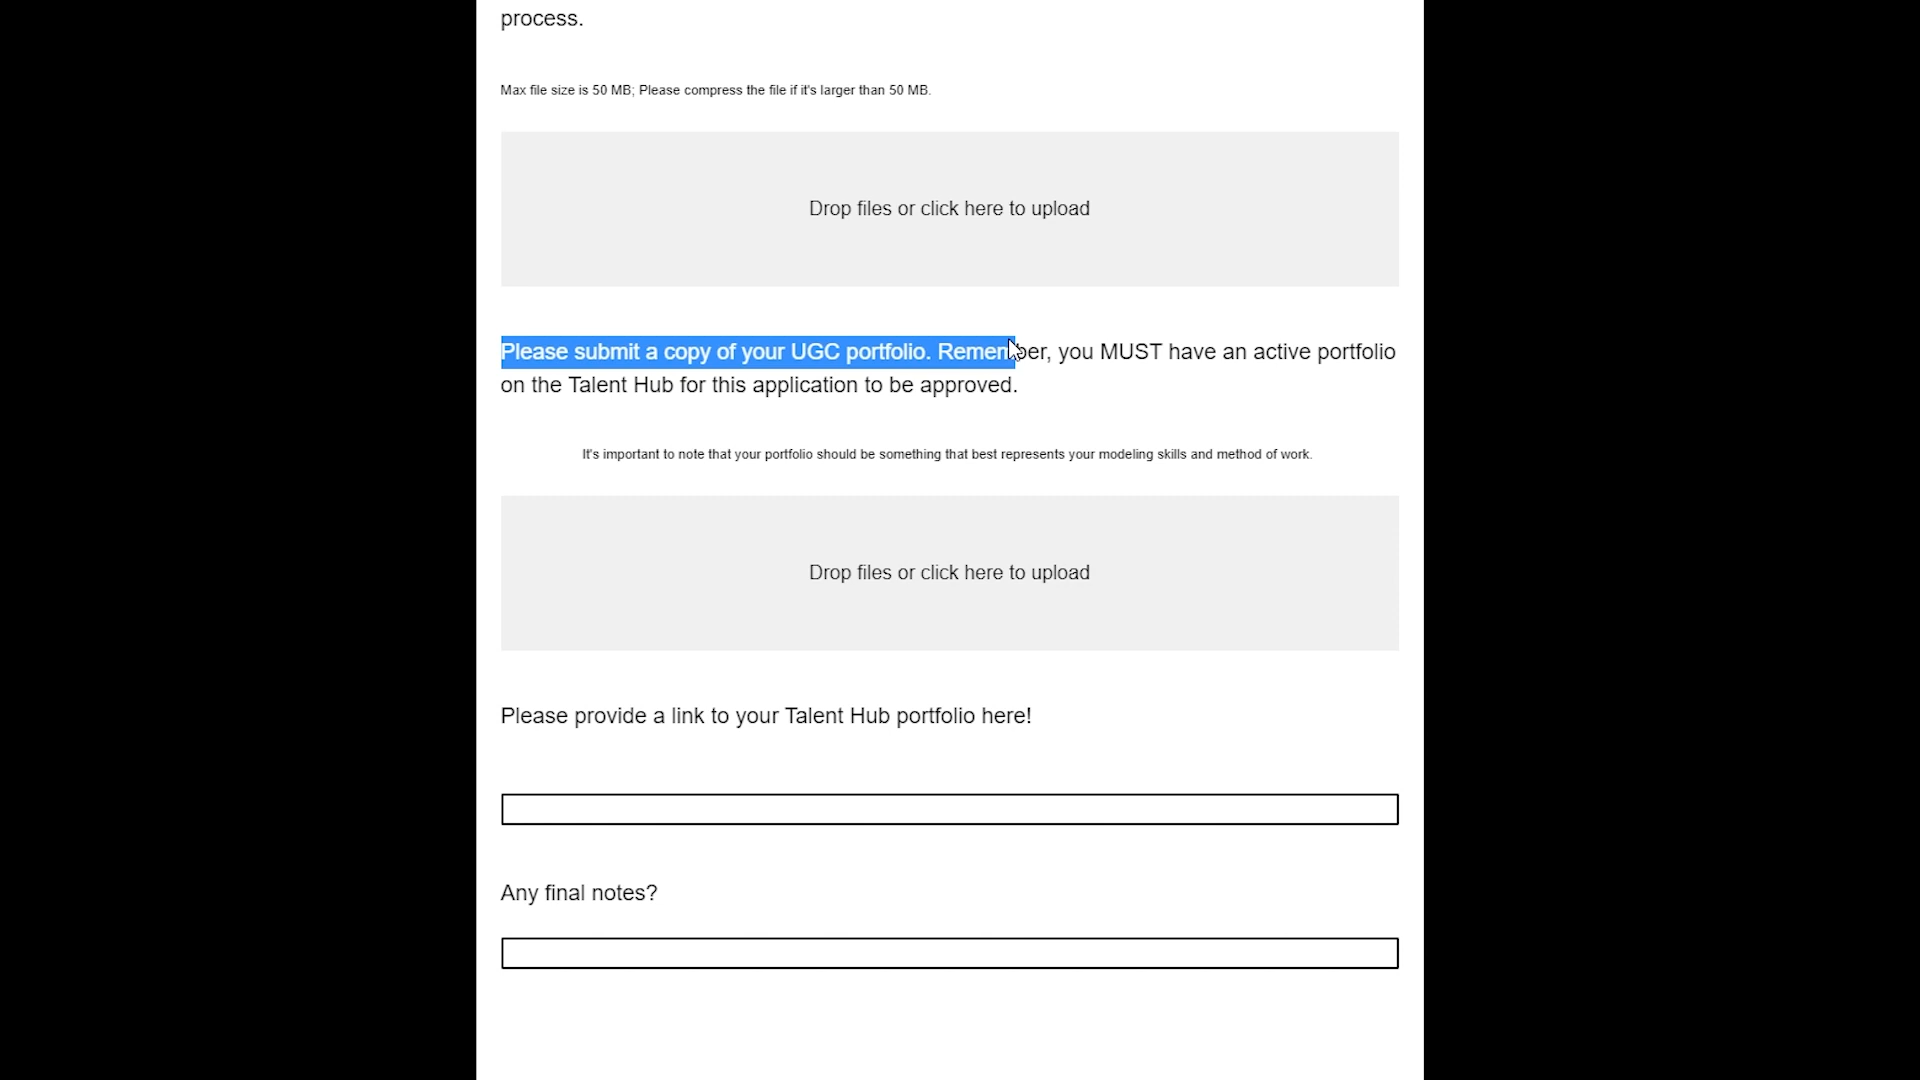 process.
Max file size is 50 MB; Please compress the file if it's larger than 50 MB.
Drop files or click here to upload
Please submit a copy of your UGC portfolio. Remember, you MUST have an active portfolio
on the Talent Hub for this application to be approved.
It's important to note that your portfolio should be something that best represents your modeling skills and method of work.
Drop files or click here to upload
Please provide a link to your Talent Hub portfolio here!
Any final notes?